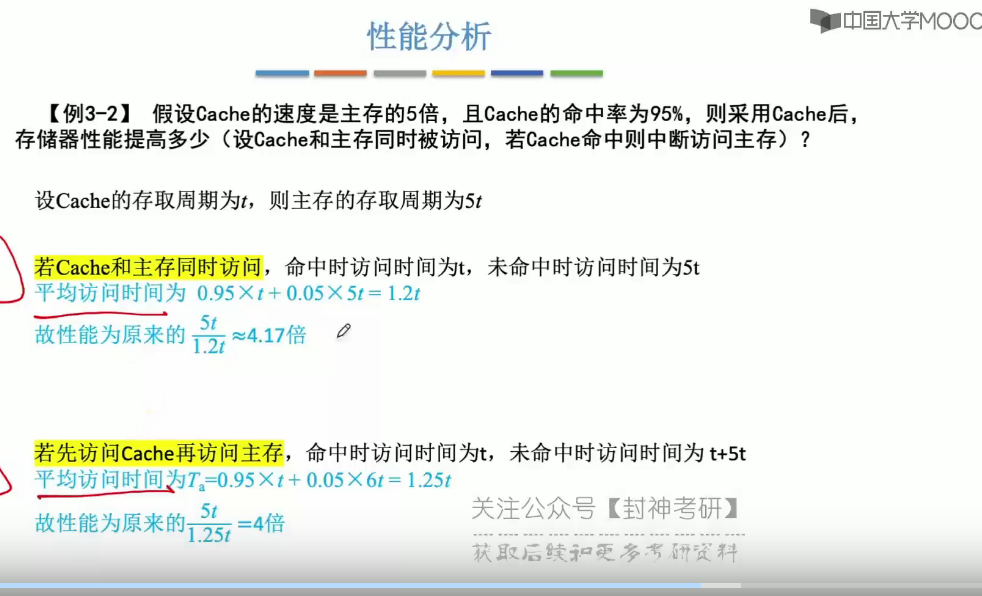 中国大学MOOC
性能分析
【例3-2】 假设Cache的速度是主存的5倍，且Cache的命中率为95%，则采用Cache后，
存储器性能提高多少（设Cache和主存同时被访问，若Cache命中则中断访问主存）？
设Cache的存取周期为t，则主存的存取周期为5t
若Cache和主存同时访问，命中时访问时间为t，未命中时访问时间为5t
平均访问时间为 0.95×t + 0.05×5t = 1.2t
故性能为原来的 5t/1.2t ≈4.17倍
若先访问Cache再访问主存，命中时访问时间为t，未命中时访问时间为 t+5t
平均访问时间为Ta=0.95×t + 0.05×6t = 1.25t
故性能为原来的 5t/1.25t =4倍
关注公众号【封神考研】
获取后续和更多考研资料